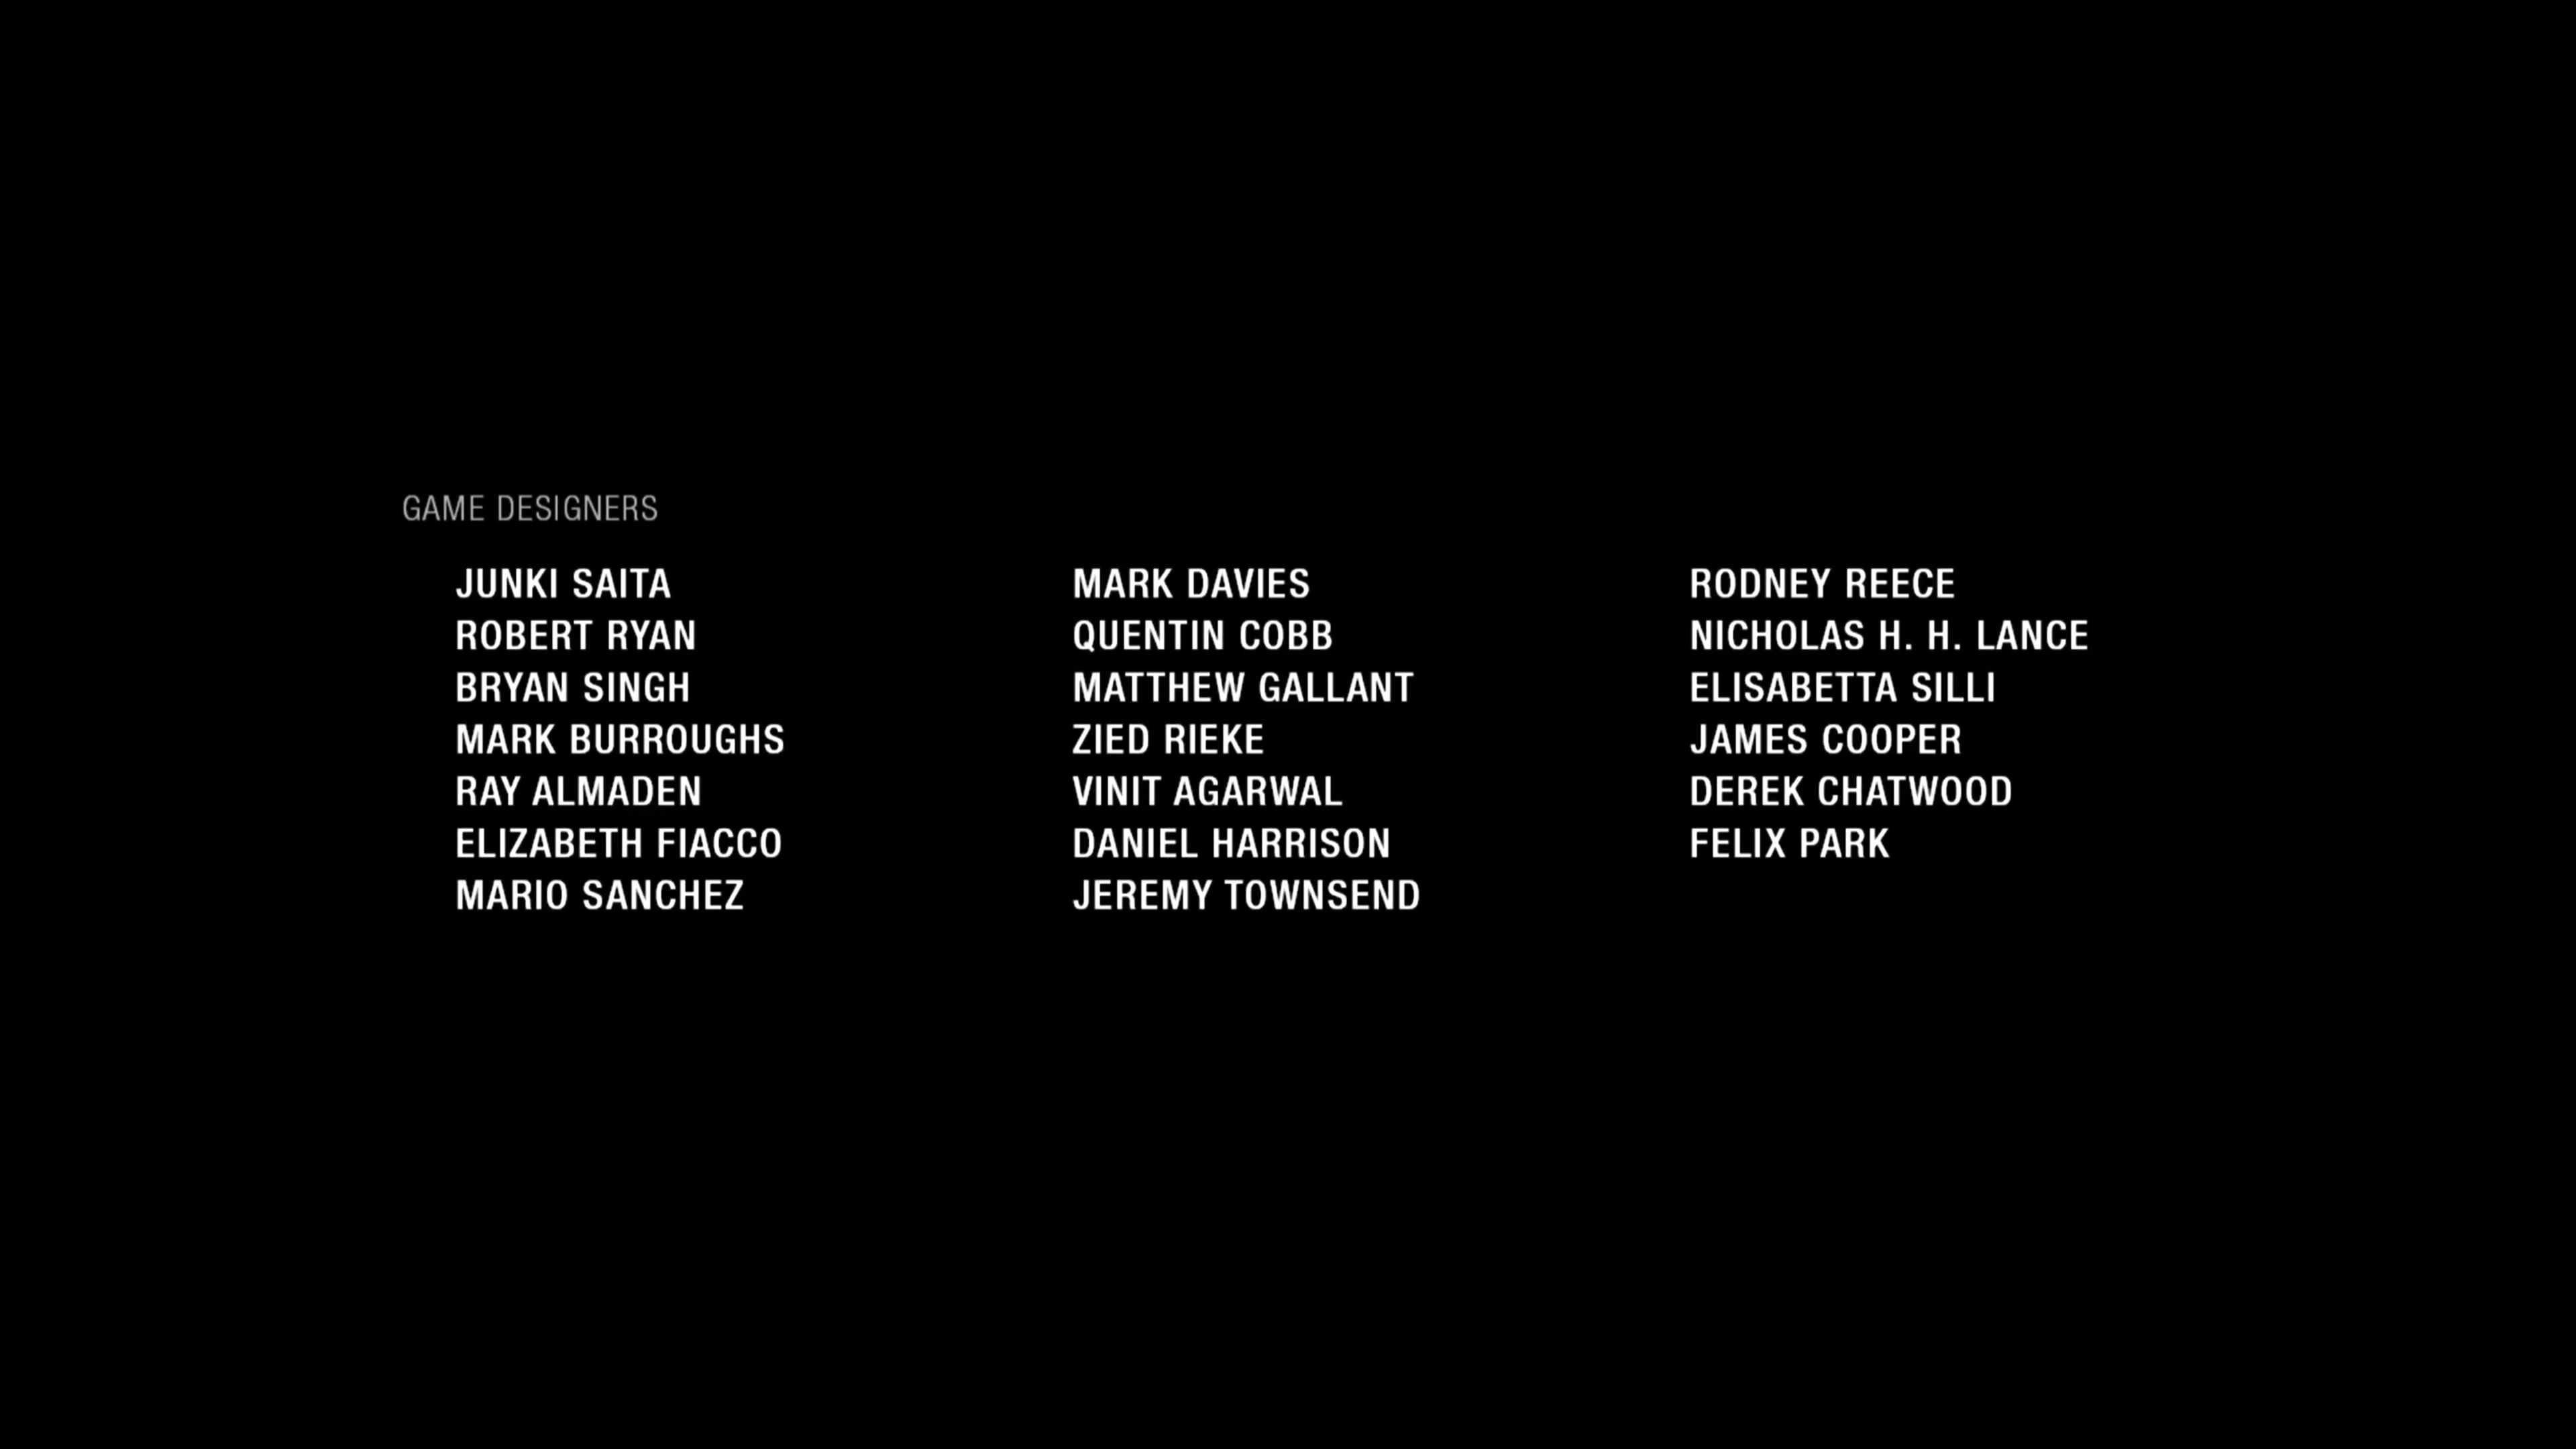 GAME DESIGNERS
JUNKI SAITA
ROBERT RYAN
BRYAN SINGH
MARK BURROUGHS
RAY ALMADEN
ELIZABETH FIACCO
MARIO SANCHEZ
MARK DAVIES
QUENTIN COBB
MATTHEW GALLANT
ZIED RIEKE
VINIT AGARWAL
DANIEL HARRISON
JEREMY TOWNSEND
RODNEY REECE
NICHOLAS H. H. LANCE
ELISABETTA SILLI
JAMES COOPER
DEREK CHATWOOD
FELIX PARK